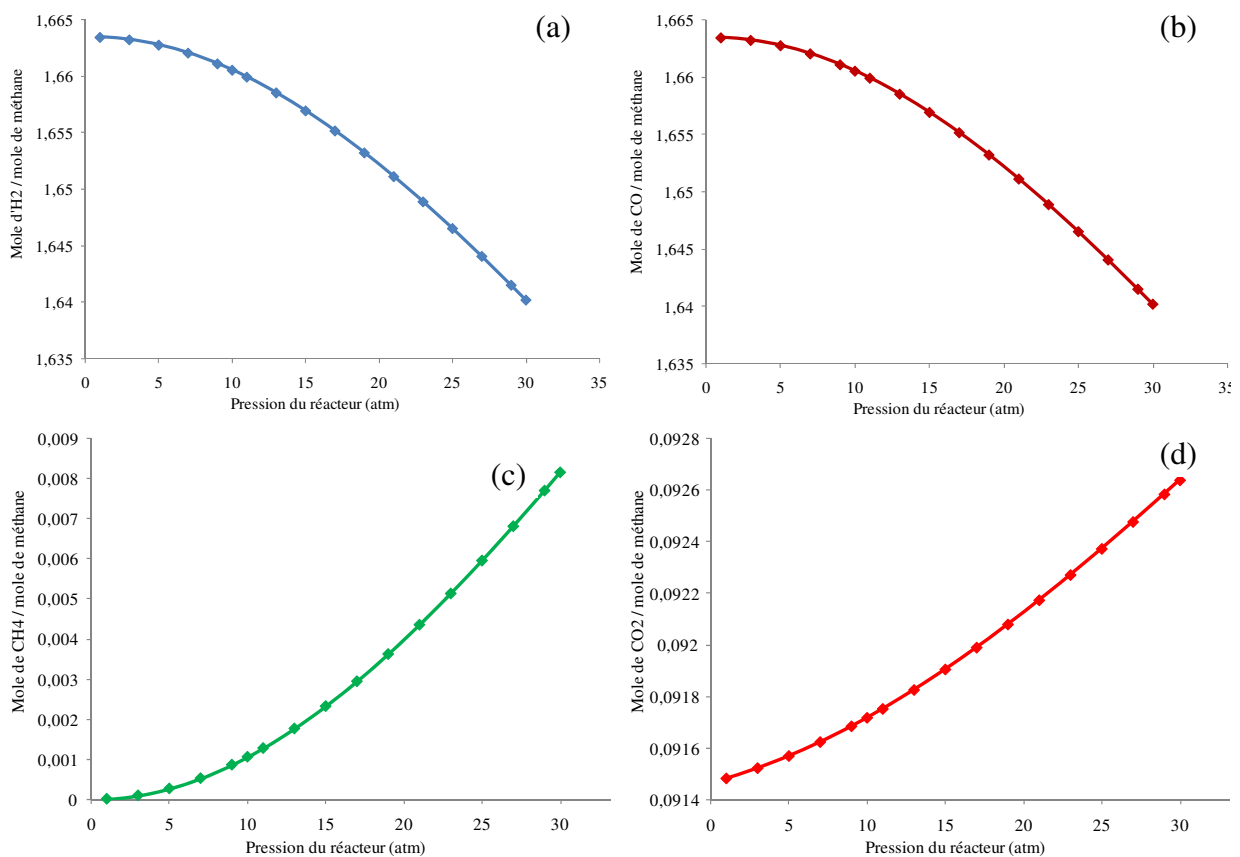 (a)
Mole d'H2 / mole de méthane
1,665
1,66
1,655
1,65
1,645
1,64
1,635
0 5 10 15 20 25 30 35
Pression du réacteur (atm)
(b)
Mole de CO / mole de méthane
1,665
1,66
1,655
1,65
1,645
1,64
1,635
0 5 10 15 20 25 30 35
Pression du réacteur (atm)
(c)
Mole de CH4 / mole de méthane
0,009
0,008
0,007
0,006
0,005
0,004
0,003
0,002
0,001
0
0 5 10 15 20 25 30
Pression du réacteur (atm)
(d)
Mole de CO2 / mole de méthane
0,0928
0,0926
0,0924
0,0922
0,092
0,0918
0,0916
0,0914
0 5 10 15 20 25 30
Pression du réacteur (atm)